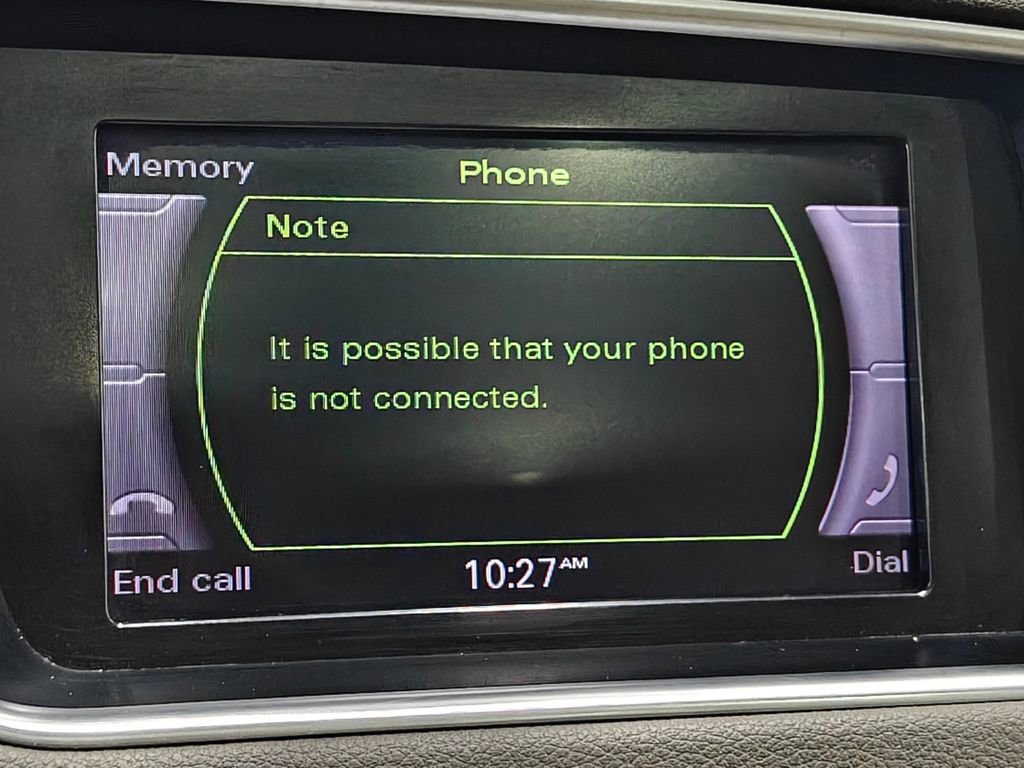 Memory
Phone
Note
It is possible that your phone
is not connected.
End call
10:27AM
Dial